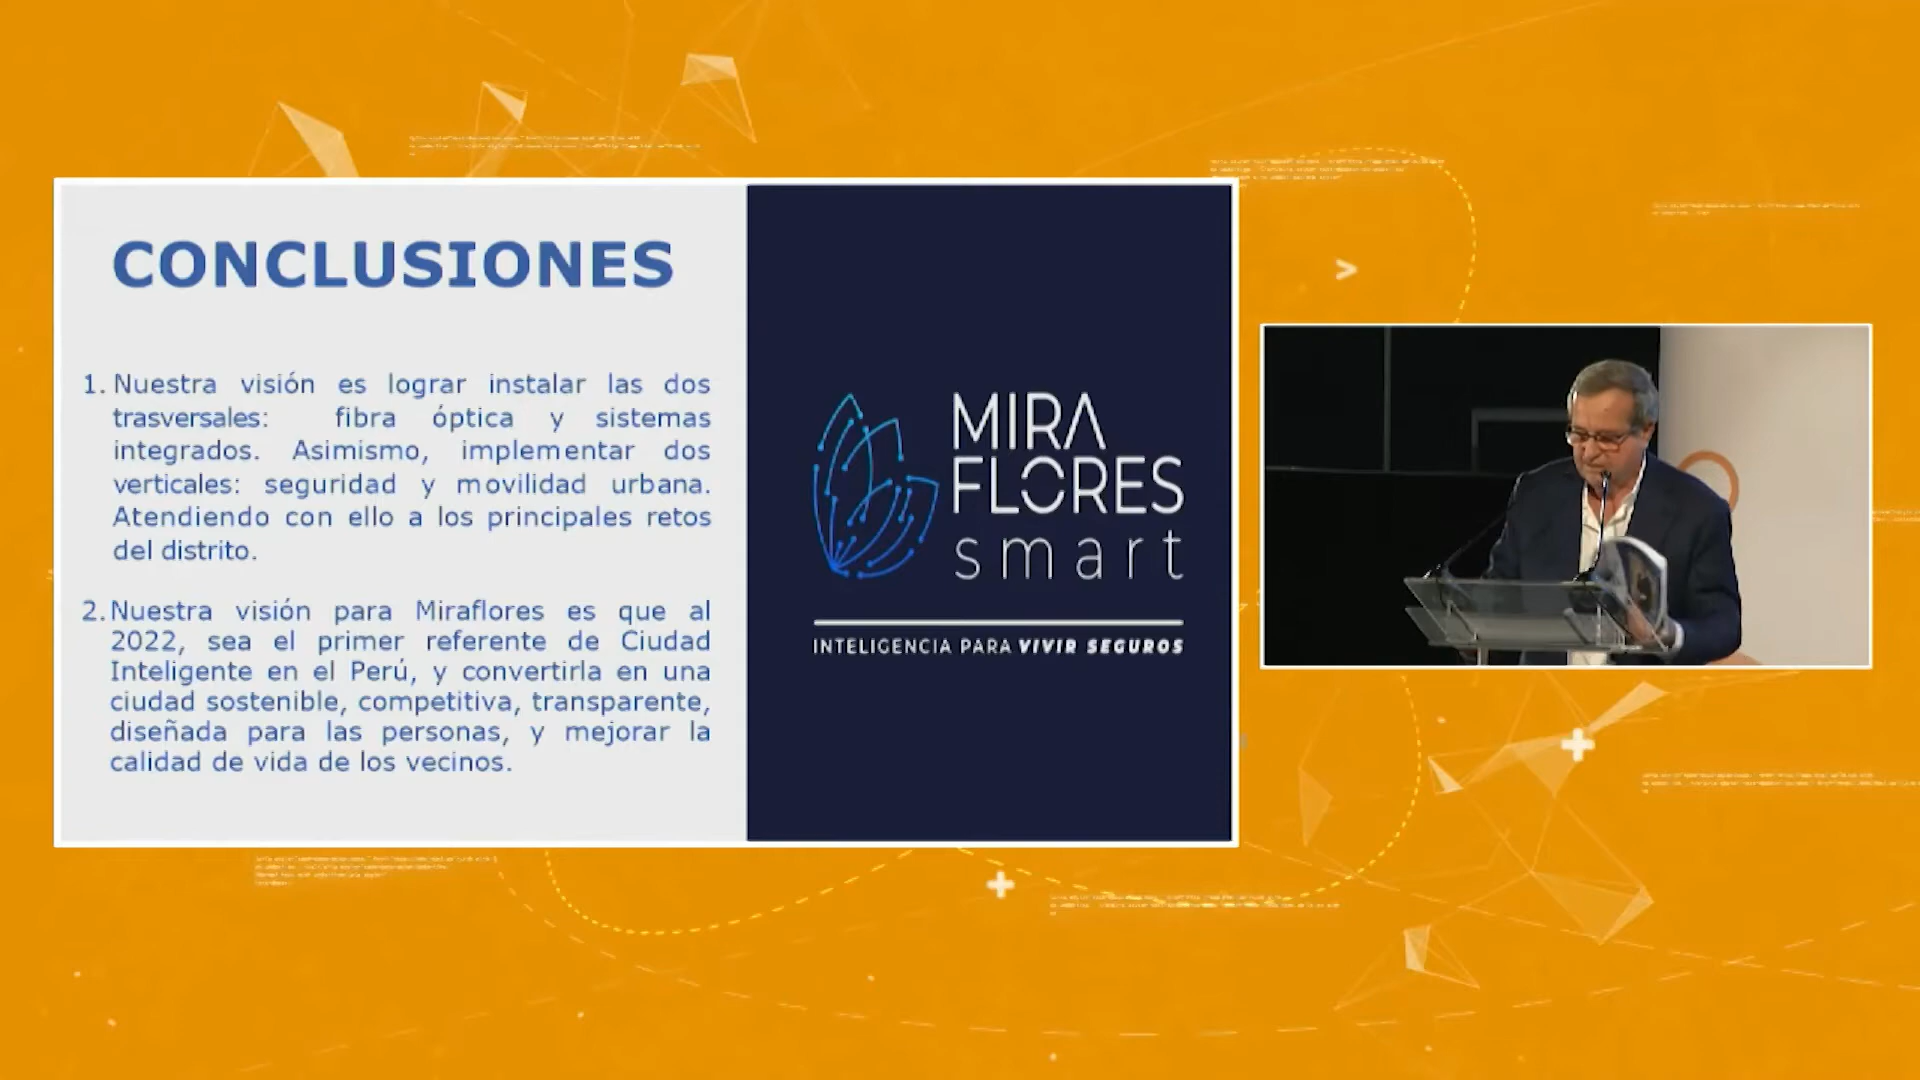 CONCLUSIONES
1. Nuestra visión es lograr instalar las dos
trasversales: fibra óptica y sistemas
integrados. Asimismo, implementar dos
verticales: seguridad y movilidad urbana.
Atendiendo con ello a los principales retos
del distrito.
2. Nuestra visión para Miraflores es que al
2022, sea el primer referente de Ciudad
Inteligente en el Perú, y convertirla en una
ciudad sostenible, competitiva, transparente,
diseñada para las personas, y mejorar la
calidad de vida de los vecinos.
MIRA
FLORES
smart
INTELIGENCIA PARA VIVIR SEGUROS